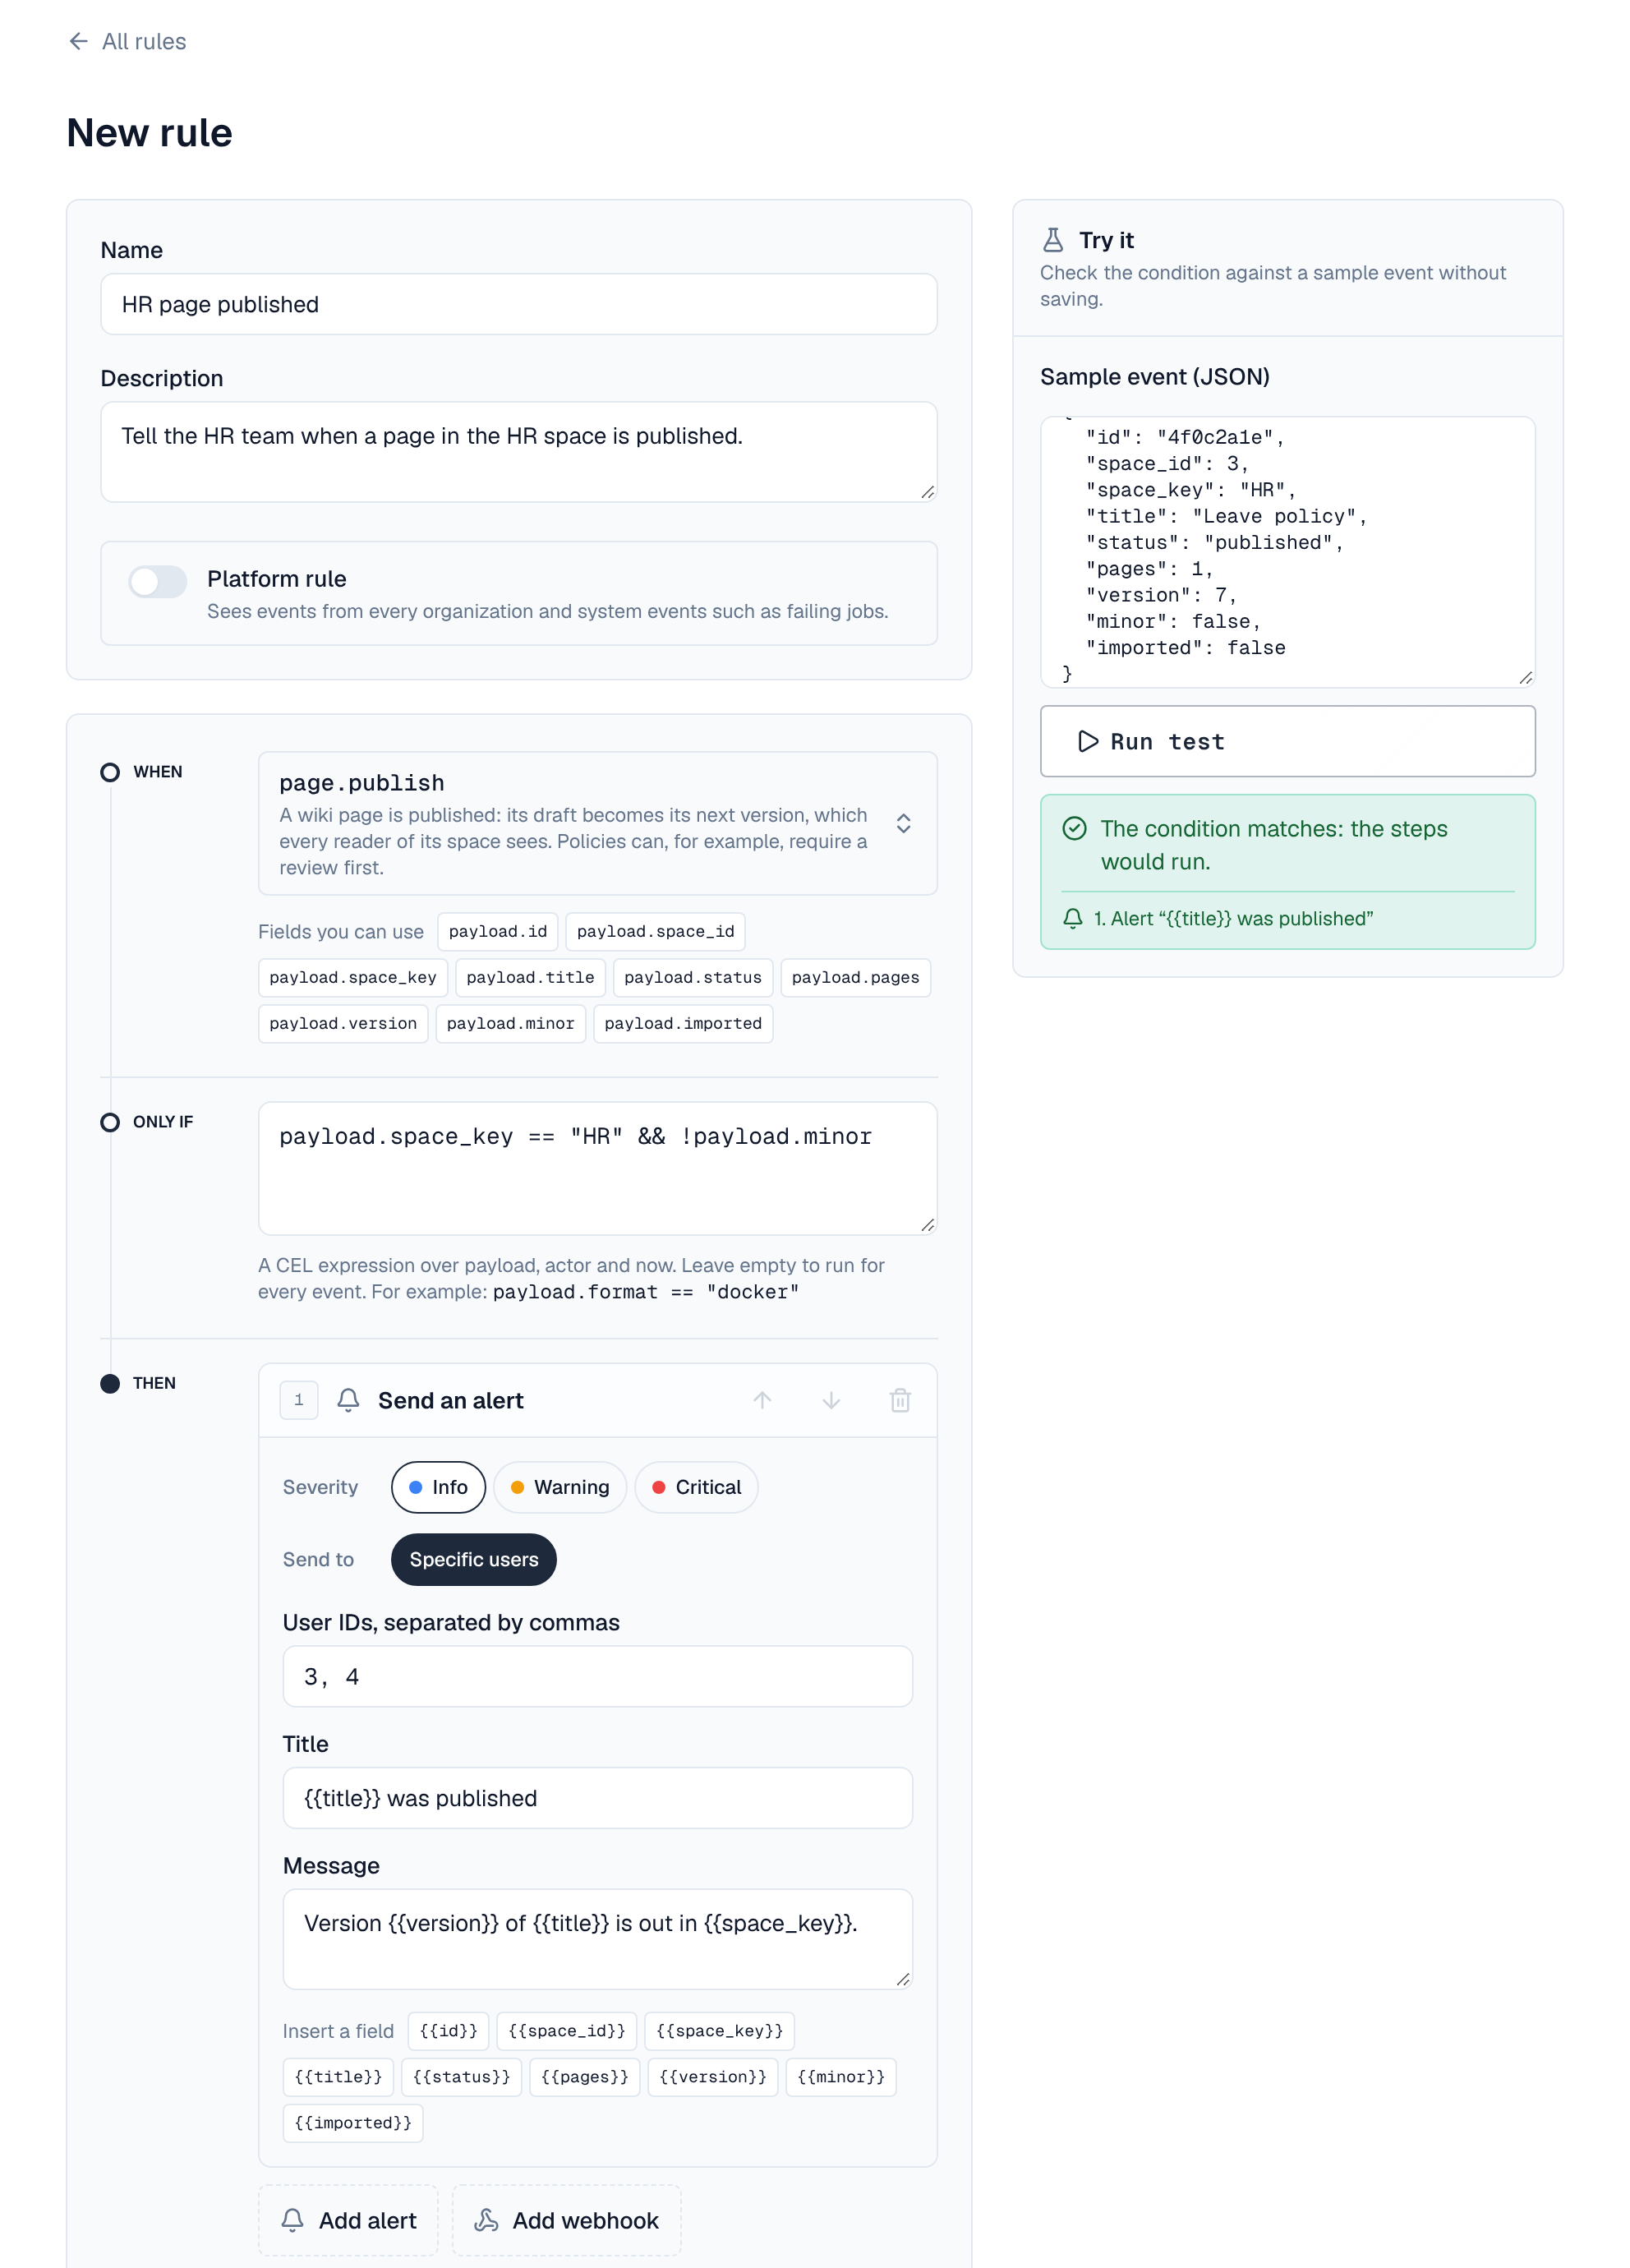 All rules
New rule
Name
HR page published
Description
Tell the HR team when a page in the HR space is published.
Platform rule
Sees events from every organization and system events such as failing jobs.
WHEN
page.publish
A wiki page is published: its draft becomes its next version, which
every reader of its space sees. Policies can, for example, require a
review first.
Fields you can use payload.id payload.space_id
payload.space_key payload.title payload.status payload.pages
payload.version payload.minor payload.imported
ONLY IF
payload.space_key == "HR" && !payload.minor
A CEL expression over payload, actor and now. Leave empty to run for
every event. For example: payload.format == "docker"
THEN
1 Send an alert
Severity Info Warning Critical
Send to Specific users
User IDs, separated by commas
3, 4
Title
{{title}} was published
Message
Version {{version}} of {{title}} is out in {{space_key}}.
Insert a field {{id}} {{space_id}} {{space_key}}
{{title}} {{status}} {{pages}} {{version}} {{minor}}
{{imported}}
Add alert Add webhook
Try it
Check the condition against a sample event without
saving.
Sample event (JSON)
"id": "4f0c2a1e",
"space_id": 3,
"space_key": "HR",
"title": "Leave policy",
"status": "published",
"pages": 1,
"version": 7,
"minor": false,
"imported": false
}
Run test
The condition matches: the steps
would run.
1. Alert “{{title}} was published”